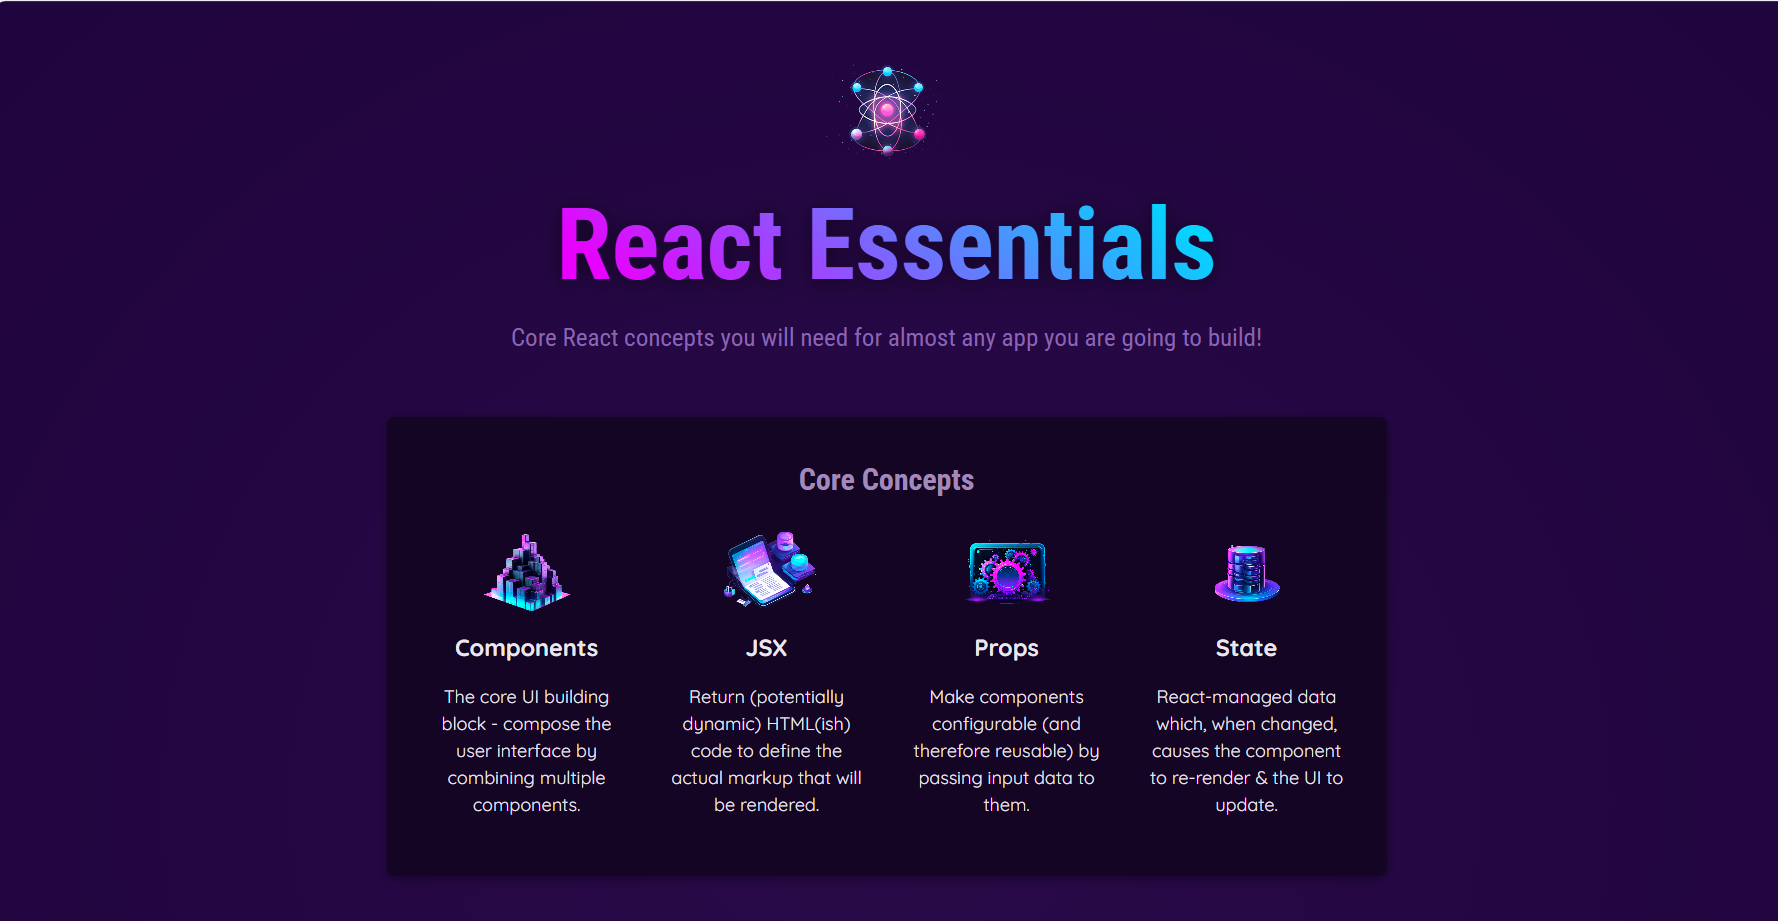 React Essentials
Core React concepts you will need for almost any app you are going to build!
Core Concepts
Components
The core UI building
block - compose the
user interface by
combining multiple
components.
JSX
Return (potentially
dynamic) HTML(ish)
code to define the
actual markup that will
be rendered.
Props
Make components
configurable (and
therefore reusable) by
passing input data to
them.
State
React-managed data
which, when changed,
causes the component
to re-render & the UI to
update.